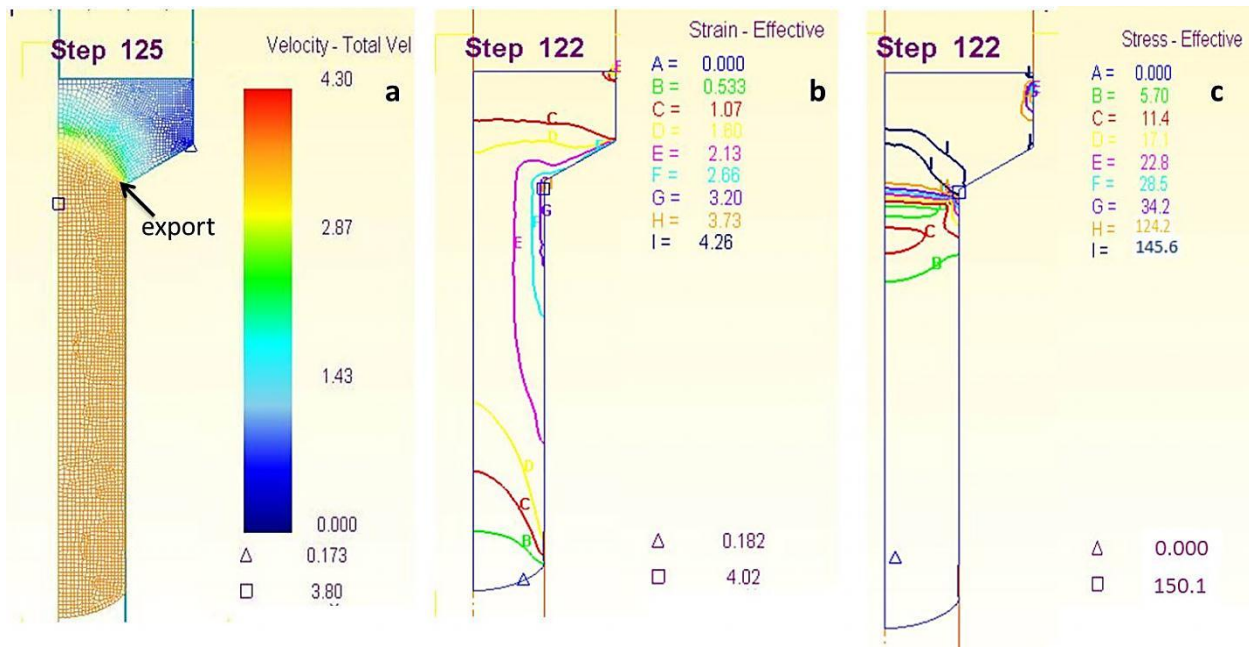 Step 125
Velocity - Total Vel
4.30
a
2.87
export
1.43
0.000
△ 0.173
□ 3.80
Step 122
Strain - Effective
A = 0.000
B = 0.533
C = 1.07
D = 1.60
E = 2.13
F = 2.66
G = 3.20
H = 3.73
I = 4.26
b
E
C
D
F
G
F
E
D
C
B
△ 0.182
□ 4.02
Step 122
Stress - Effective
A = 0.000
B = 5.70
C = 11.4
D = 17.1
E = 22.8
F = 28.5
G = 34.2
H = 124.2
I = 145.6
c
I
I
C
B
△ 0.000
□ 150.1